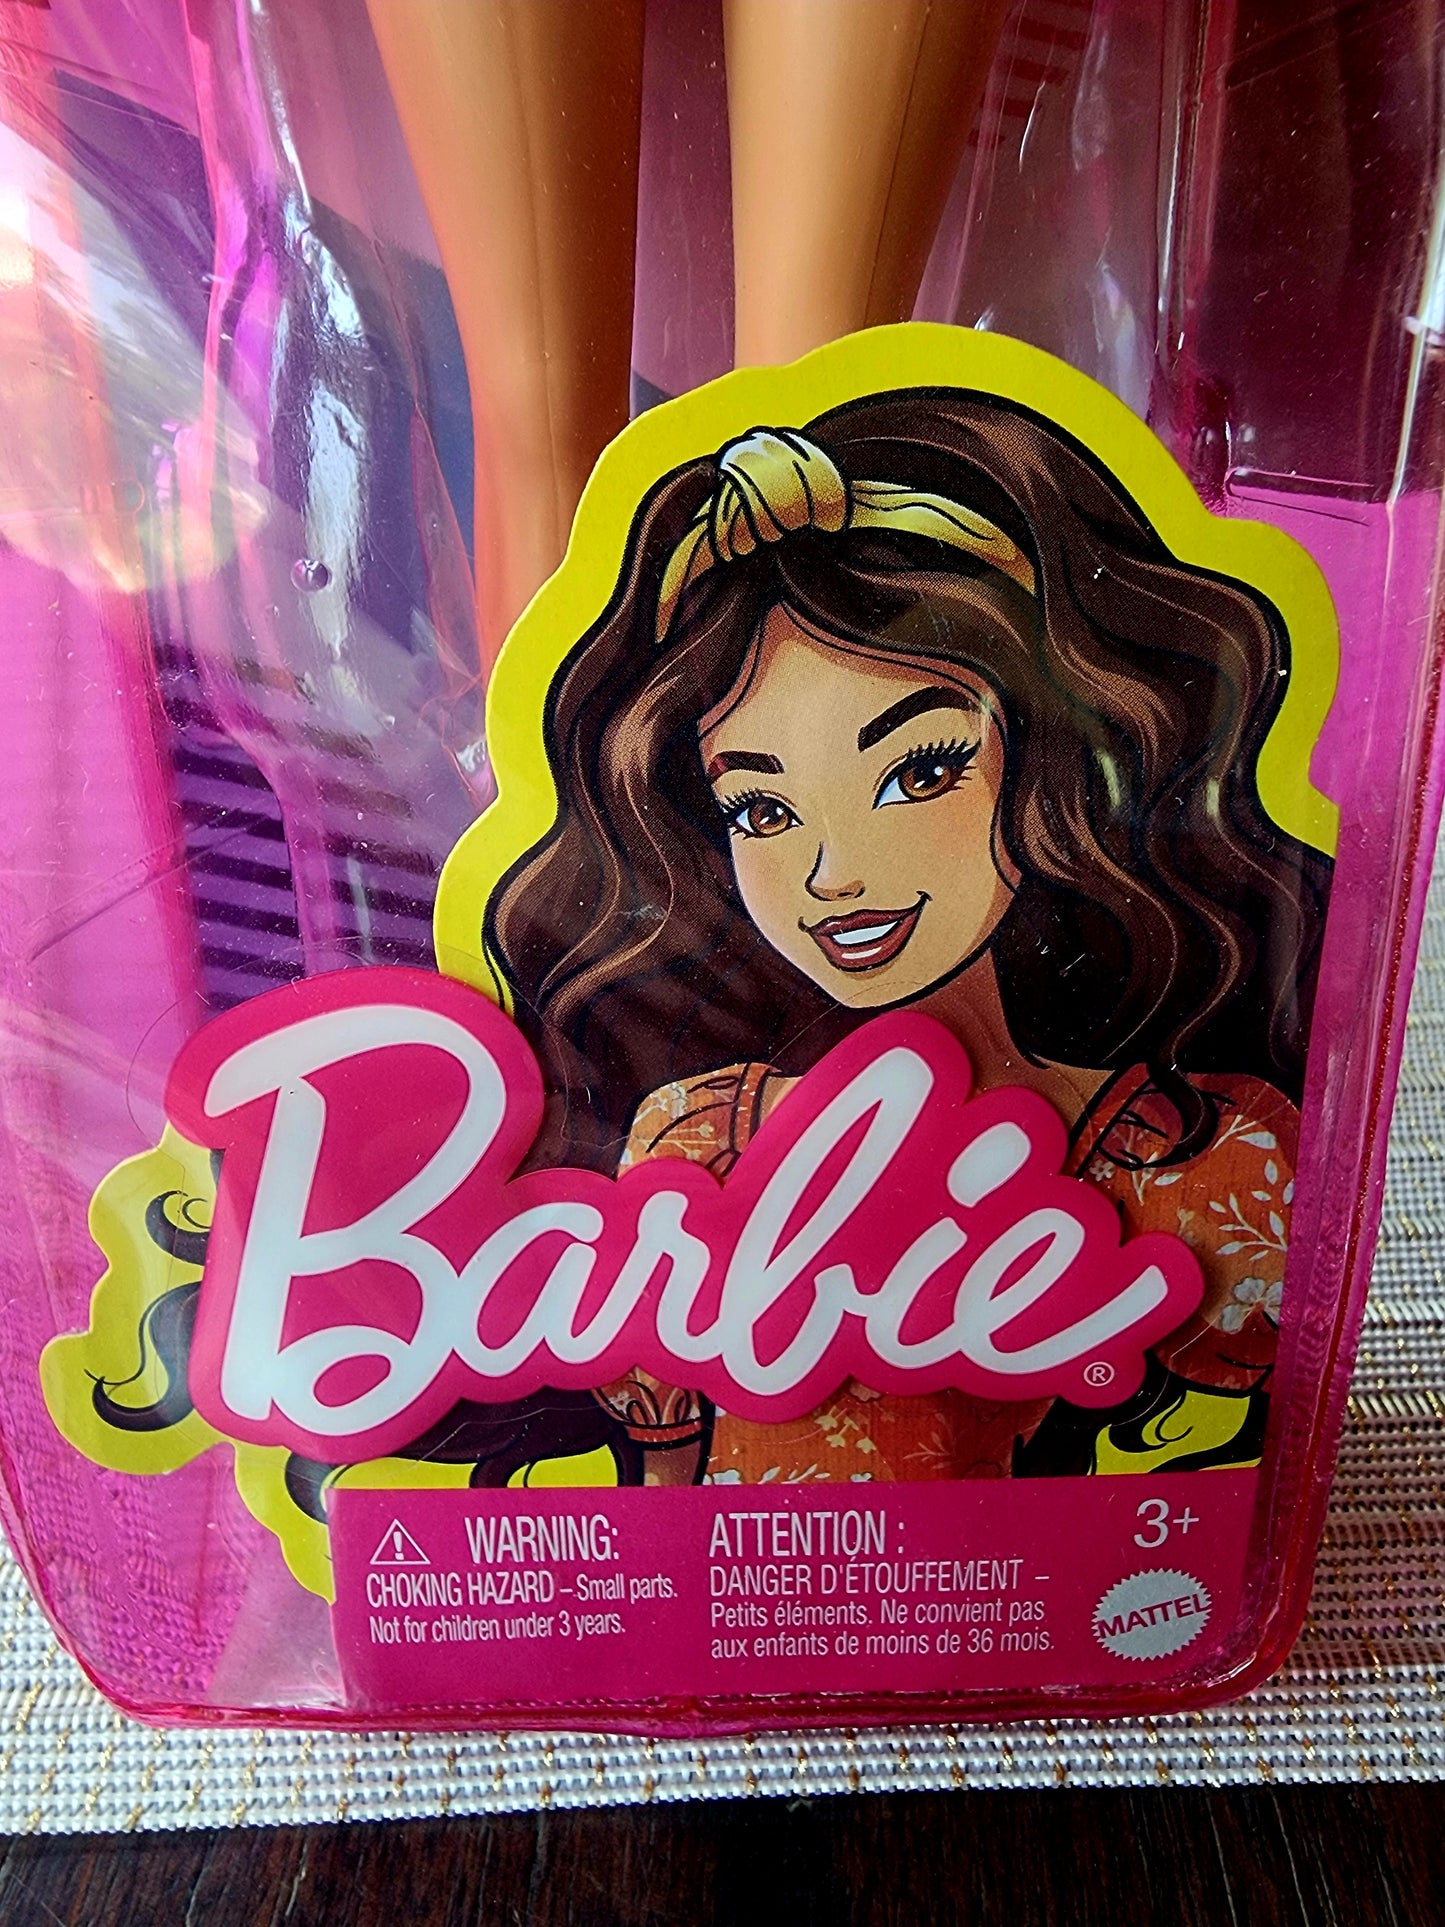 Barbie®
WARNING:
CHOKING HAZARD – Small parts.
Not for children under 3 years.
ATTENTION :
DANGER D'ÉTOUFFEMENT –
Petits éléments. Ne convient pas
aux enfants de moins de 36 mois.
3+
MATTEL